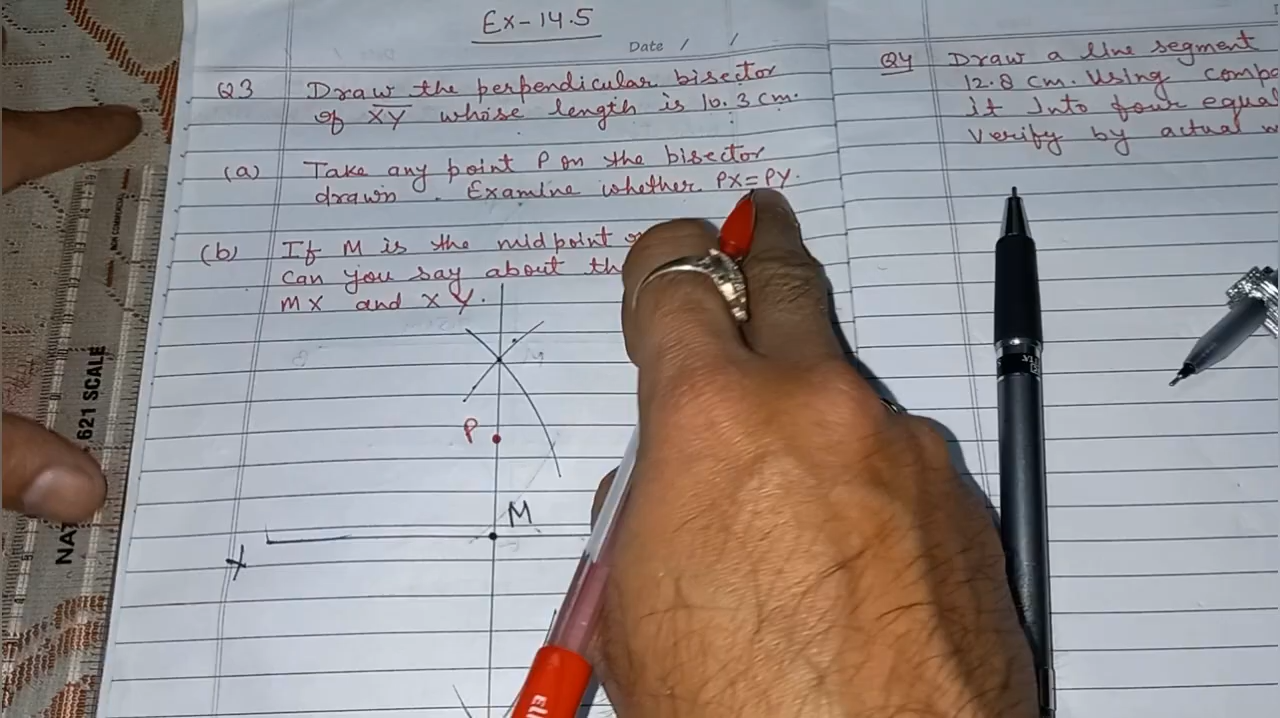 Ex-14.5
Date / /
Q3 Draw the perpendicular bisector
of XY whose length is 10.3 cm.
(a) Take any point P on the bisector
drawn. Examine whether PX=PY.
(b) If M is the midpoint
can you say about
MX and XY.
P
M
X
Q4 Draw a line segment
12.8 cm. Using
it into four equal
Verify by actual
621 SCALE